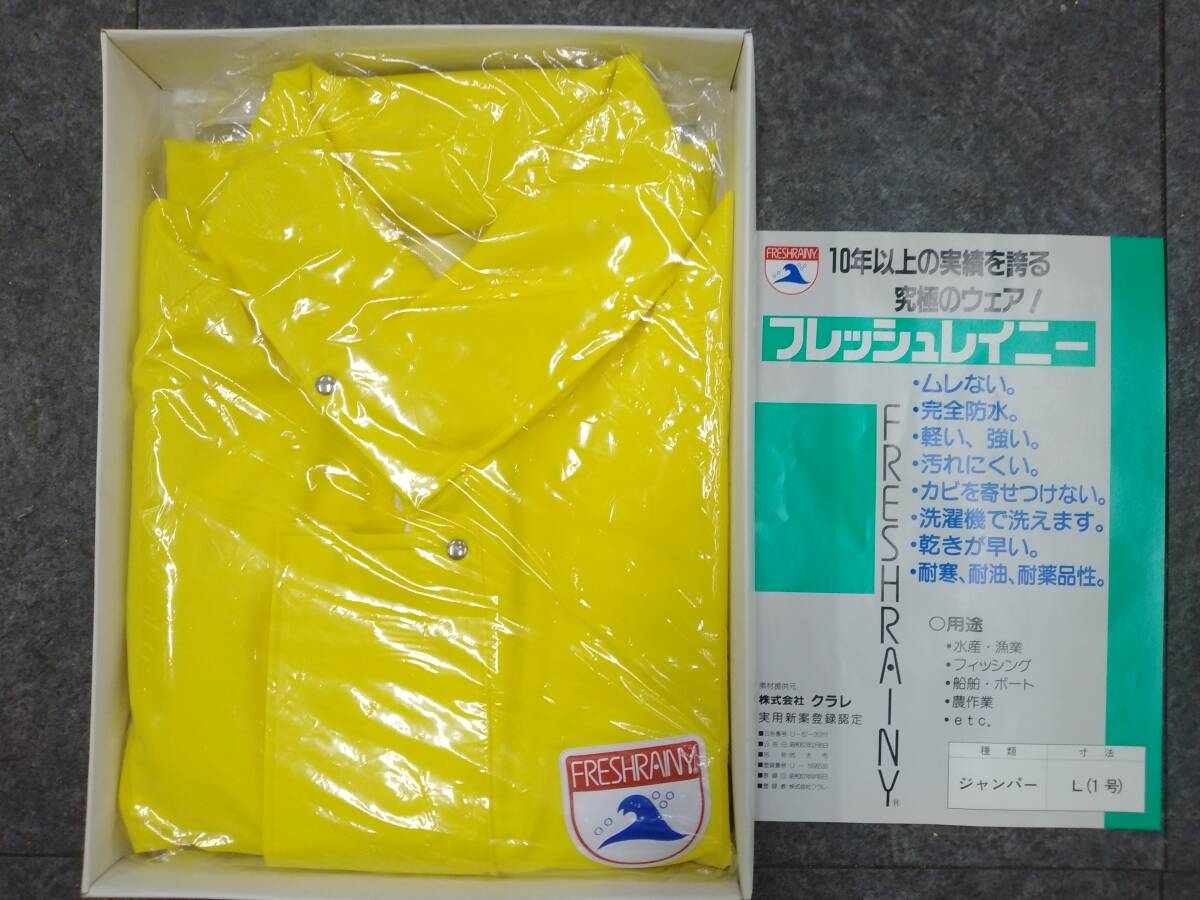 FRESHRAINY
10年以上の実績を誇る
究極のウェア!
フレッシュレイニー
・ムレない。
・完全防水。
・軽い、強い。
・汚れにくい。
・カビを寄せつけない。
・洗濯機で洗えます。
・乾きが早い。
・耐寒、耐油、耐薬品性。
FRESHRAINY®
○用途
・水産・漁業
・フィッシング
・船舶・ボート
・農作業
・etc.
素材提供元
株式会社 クラレ
実用新案登録認定
種類 寸法
ジャンパー L(1号)
FRESHRAINY